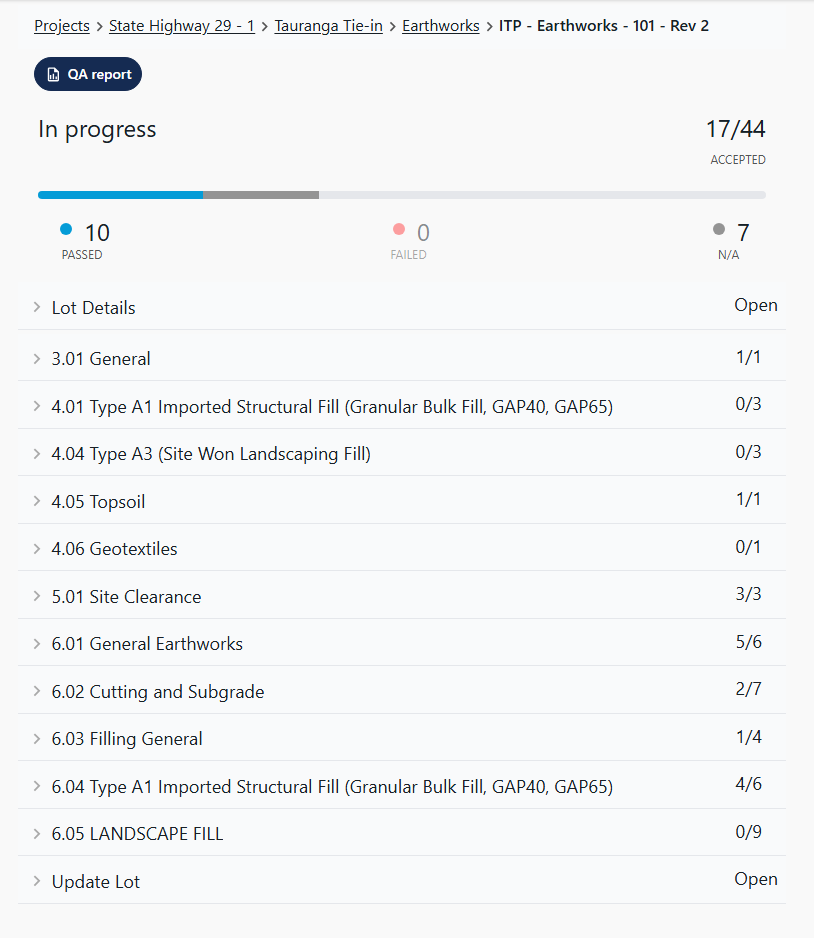 Projects > State Highway 29 - 1 > Tauranga Tie-in > Earthworks > ITP - Earthworks - 101 - Rev 2
QA report
In progress 17/44
ACCEPTED
10 0 7
PASSED FAILED N/A
Lot Details Open
3.01 General 1/1
4.01 Type A1 Imported Structural Fill (Granular Bulk Fill, GAP40, GAP65) 0/3
4.04 Type A3 (Site Won Landscaping Fill) 0/3
4.05 Topsoil 1/1
4.06 Geotextiles 0/1
5.01 Site Clearance 3/3
6.01 General Earthworks 5/6
6.02 Cutting and Subgrade 2/7
6.03 Filling General 1/4
6.04 Type A1 Imported Structural Fill (Granular Bulk Fill, GAP40, GAP65) 4/6
6.05 LANDSCAPE FILL 0/9
Update Lot Open